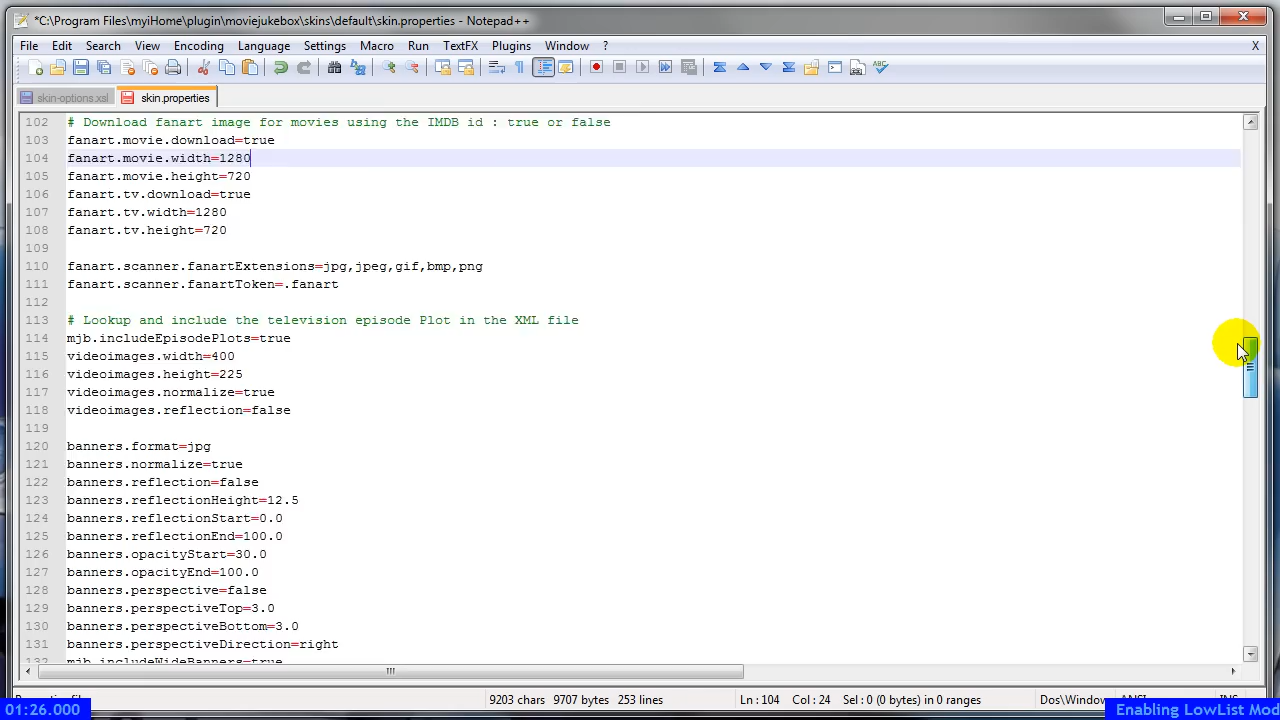 *C:\Program Files\myiHome\plugin\moviejukebox\skins\default\skin.properties - Notepad++
File Edit Search View Encoding Language Settings Macro Run TextFX Plugins Window ? X
skin-options.xsl skin.properties
102 # Download fanart image for movies using the IMDB id : true or false
103 fanart.movie.download=true
104 fanart.movie.width=1280
105 fanart.movie.height=720
106 fanart.tv.download=true
107 fanart.tv.width=1280
108 fanart.tv.height=720
109
110 fanart.scanner.fanartExtensions=jpg,jpeg,gif,bmp,png
111 fanart.scanner.fanartToken=.fanart
112
113 # Lookup and include the television episode Plot in the XML file
114 mjb.includeEpisodePlots=true
115 videoimages.width=400
116 videoimages.height=225
117 videoimages.normalize=true
118 videoimages.reflection=false
119
120 banners.format=jpg
121 banners.normalize=true
122 banners.reflection=false
123 banners.reflectionHeight=12.5
124 banners.reflectionStart=0.0
125 banners.reflectionEnd=100.0
126 banners.opacityStart=30.0
127 banners.opacityEnd=100.0
128 banners.perspective=false
129 banners.perspectiveTop=3.0
130 banners.perspectiveBottom=3.0
131 banners.perspectiveDirection=right
132 mjb.includeWideBanners=true
9203 chars 9707 bytes 253 lines Ln : 104 Col : 24 Sel : 0 (0 bytes) in 0 ranges Dos\Window ANSI INS
01:26.000 Enabling LowList Mod